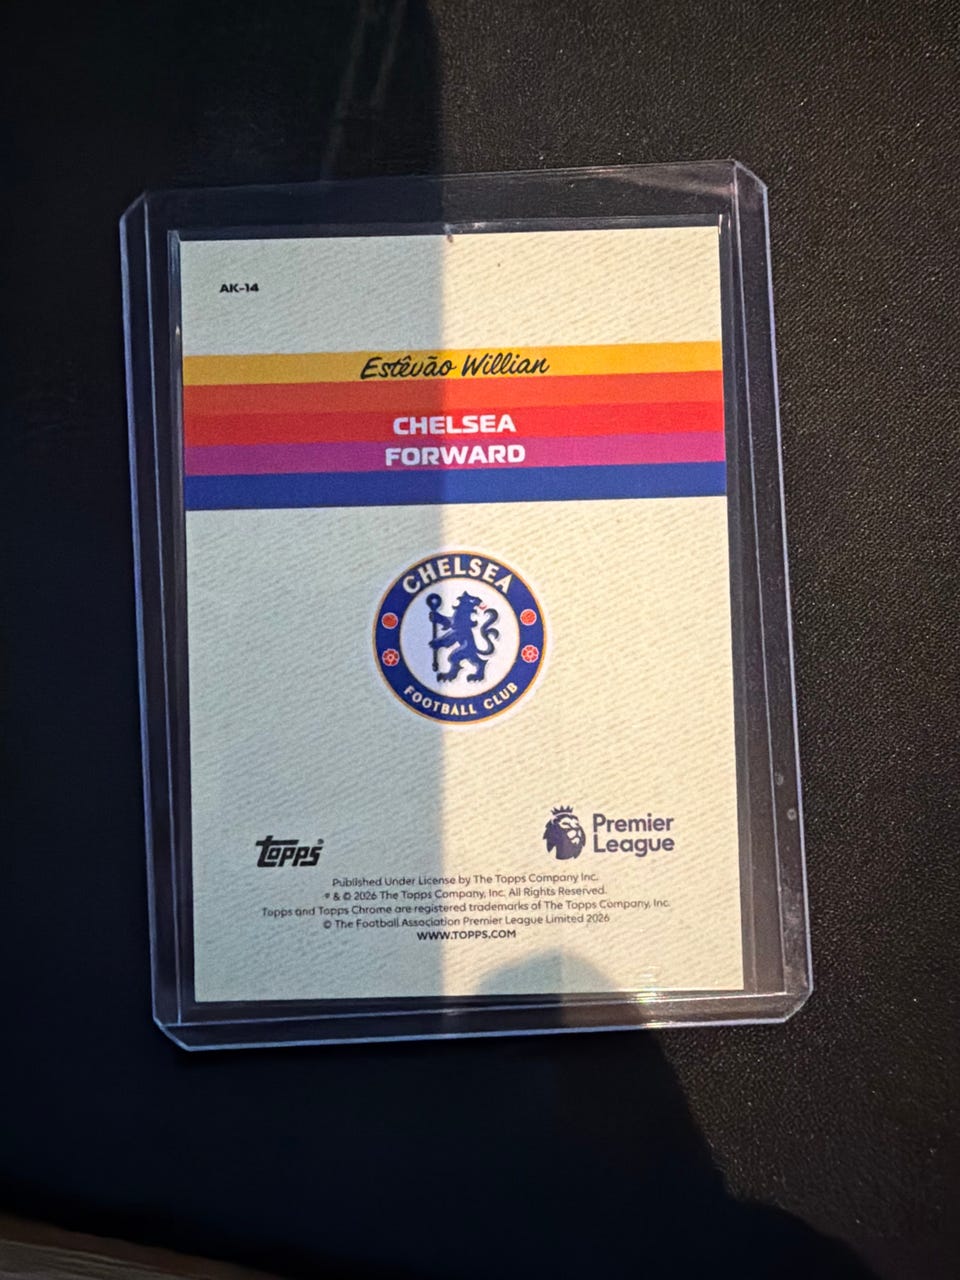 AK-14
Estêvão Willian
CHELSEA
FORWARD
CHELSEA
FOOTBALL CLUB
topps®
Premier
League
Published Under License by The Topps Company Inc.
® & © 2026 The Topps Company, Inc. All Rights Reserved.
Topps and Topps Chrome are registered trademarks of The Topps Company, Inc.
© The Football Association Premier League Limited 2026
WWW.TOPPS.COM